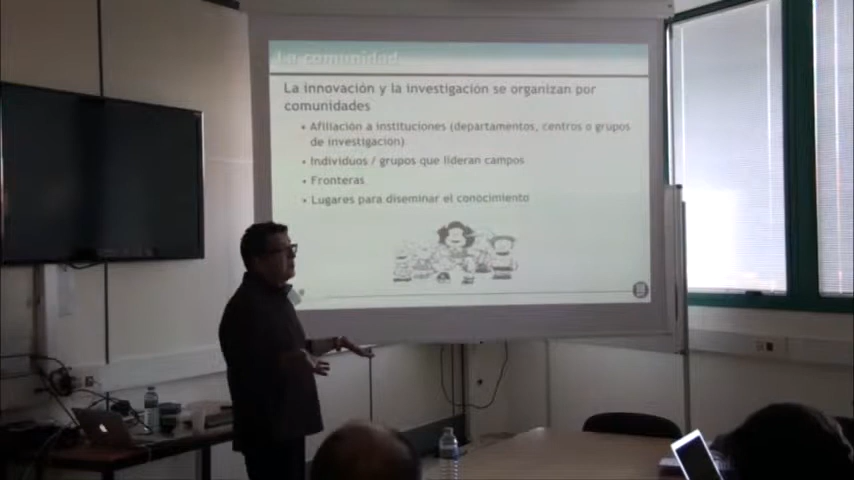 La comunidad
La innovación y la investigación se organizan por
comunidades
• Afiliación a instituciones (departamentos, centros o grupos
de investigación)
• Individuos / grupos que lideran campos
• Fronteras
• Lugares para diseminar el conocimiento